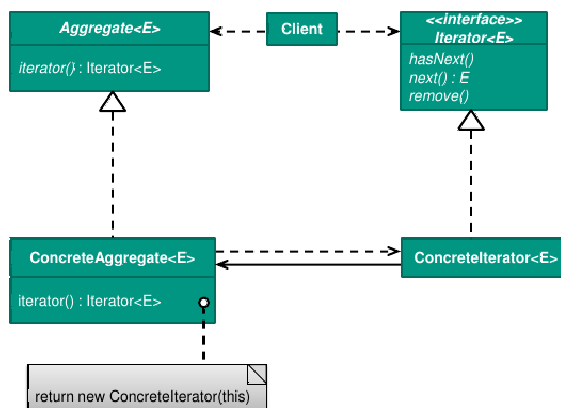 Aggregate<E>
iterator() : Iterator<E>
Client
<<interface>>
Iterator<E>
hasNext()
next() : E
remove()
ConcreteAggregate<E>
iterator() : Iterator<E>
ConcreteIterator<E>
return new ConcreteIterator(this)